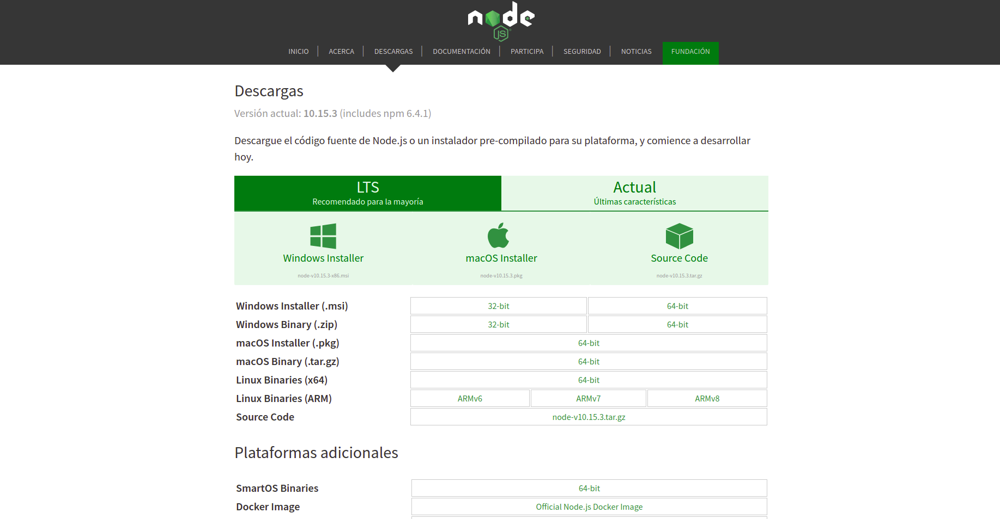 node
JS
INICIO
ACERCA
DESCARGAS
DOCUMENTACIÓN
PARTICIPA
SEGURIDAD
NOTICIAS
FUNDACIÓN
Descargas
Versión actual: 10.15.3 (includes npm 6.4.1)
Descargue el código fuente de Node.js o un instalador pre-compilado para su plataforma, y comience a desarrollar
hoy.
LTS
Recomendado para la mayoría
Actual
Últimas características
Windows Installer
node-v10.15.3-x86.msi
macOS Installer
node-v10.15.3.pkg
Source Code
node-v10.15.3.tar.gz
Windows Installer (.msi) 32-bit 64-bit
Windows Binary (.zip) 32-bit 64-bit
macOS Installer (.pkg) 64-bit
macOS Binary (.tar.gz) 64-bit
Linux Binaries (x64) 64-bit
Linux Binaries (ARM) ARMv6 ARMv7 ARMv8
Source Code node-v10.15.3.tar.gz
Plataformas adicionales
SmartOS Binaries 64-bit
Docker Image Official Node.js Docker Image